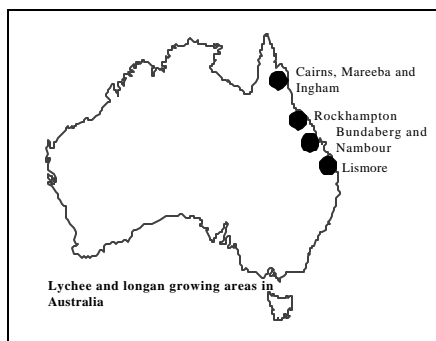 Cairns, Mareeba and
Ingham
Rockhampton
Bundaberg and
Nambour
Lismore
Lychee and longan growing areas in
Australia